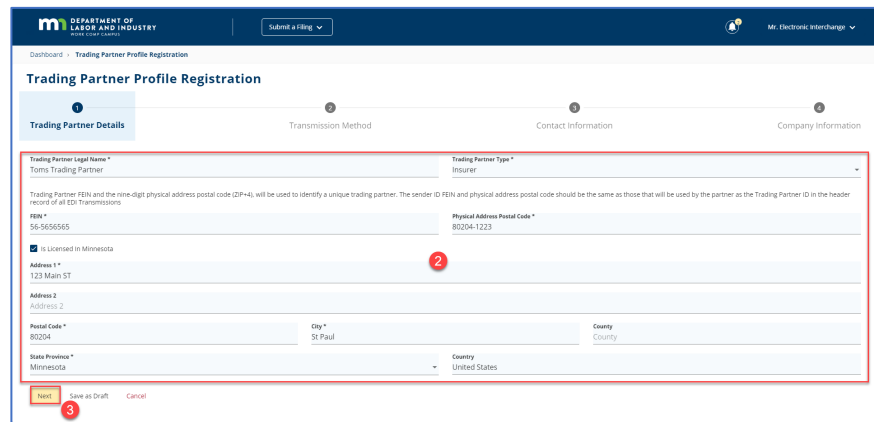 DEPARTMENT OF
LABOR AND INDUSTRY
WORK COMP CAMPUS
Submit a Filing
Mr. Electronic Interchange
Dashboard › Trading Partner Profile Registration
Trading Partner Profile Registration
1 2 3 4
Trading Partner Details Transmission Method Contact Information Company Information
Trading Partner Legal Name * Trading Partner Type *
Toms Trading Partner Insurer
Trading Partner FEIN and the nine-digit physical address postal code (ZIP+4), will be used to identify a unique trading partner. The sender ID FEIN and physical address postal code should be the same as those that will be used by the partner as the Trading Partner ID in the header
record of all EDI Transmissions
FEIN * Physical Address Postal Code *
56-5656565 80204-1223
Is Licensed in Minnesota
2
Address 1 *
123 Main ST
Address 2
Address 2
Postal Code * City * County
80204 St Paul County
State Province * Country
Minnesota United States
Next Save as Draft Cancel
3